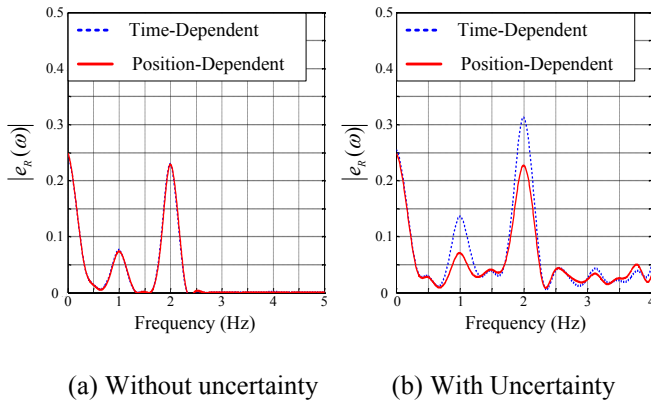 0.5
Time-Dependent
Position-Dependent
0.4
0.3
0.2
0.1
0
|e_R(ω)|
0 1 2 3 4 5
Frequency (Hz)
(a) Without uncertainty
0.5
Time-Dependent
Position-Dependent
0.4
0.3
0.2
0.1
0
|e_R(ω)|
0 1 2 3 4
Frequency (Hz)
(b) With Uncertainty